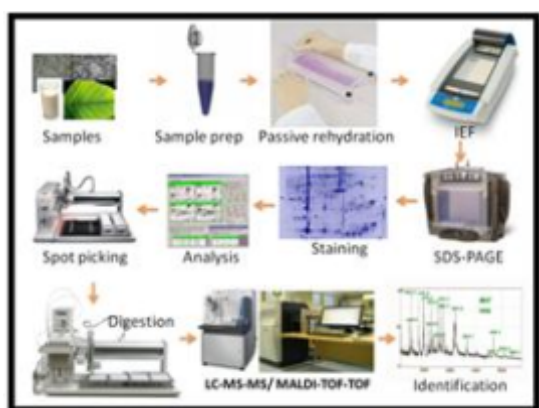 Samples
Sample prep
Passive rehydration
IEF
SDS-PAGE
Staining
Analysis
Spot picking
Digestion
LC-MS-MS/ MALDI-TOF-TOF
Identification